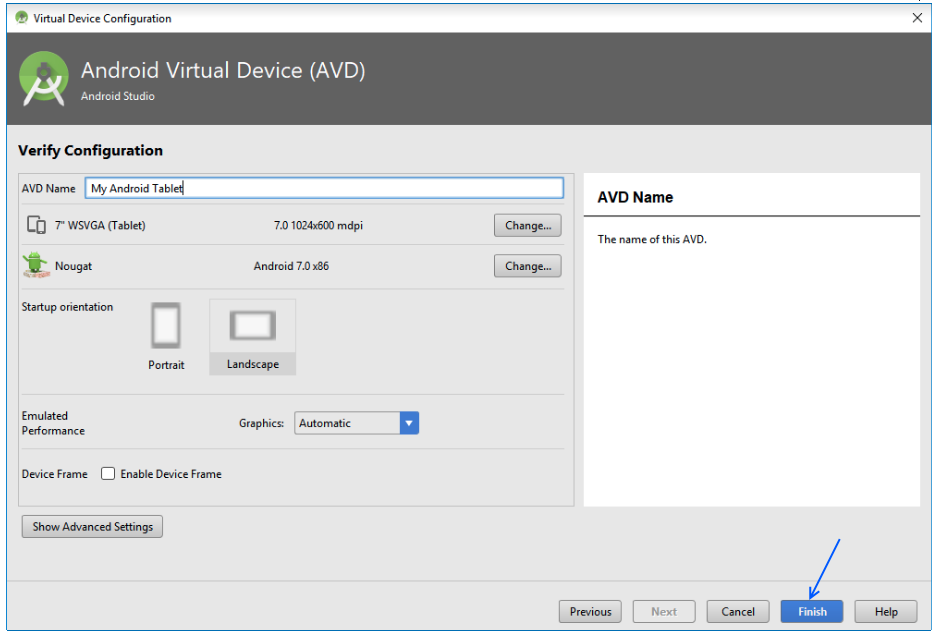 Virtual Device Configuration
Android Virtual Device (AVD)
Android Studio
Verify Configuration
AVD Name My Android Tablet
7" WSVGA (Tablet) 7.0 1024x600 mdpi Change...
Nougat Android 7.0 x86 Change...
Startup orientation
Portrait Landscape
Emulated
Performance
Graphics: Automatic
Device Frame Enable Device Frame
Show Advanced Settings
AVD Name
The name of this AVD.
Previous Next Cancel Finish Help